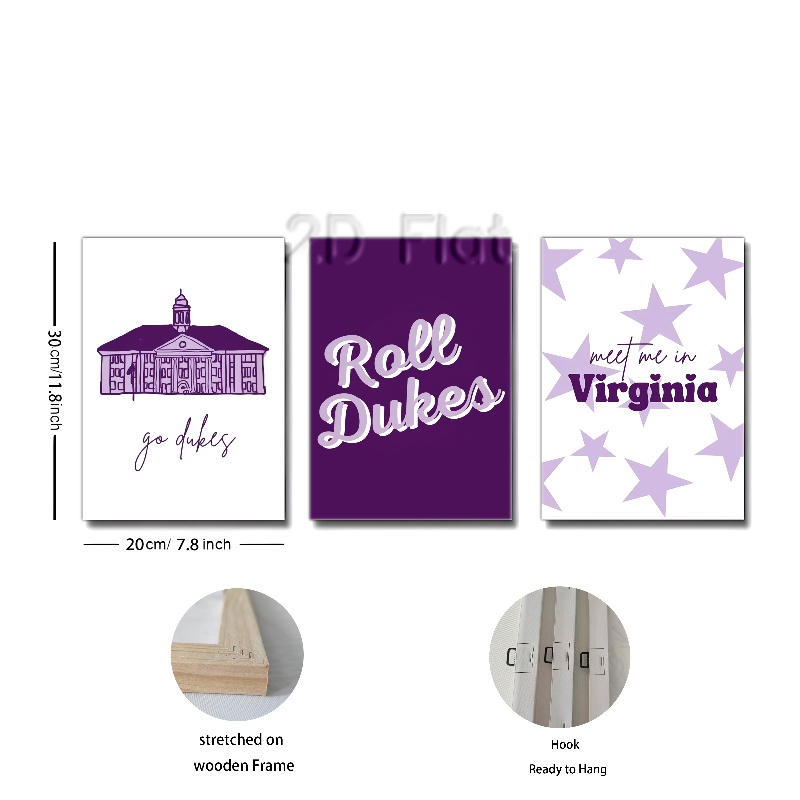 2D Flat
30cm/11.8inch
go dukes
Roll
Dukes
meet me in
Virginia
20cm/ 7.8 inch
stretched on
wooden Frame
Hook
Ready to Hang